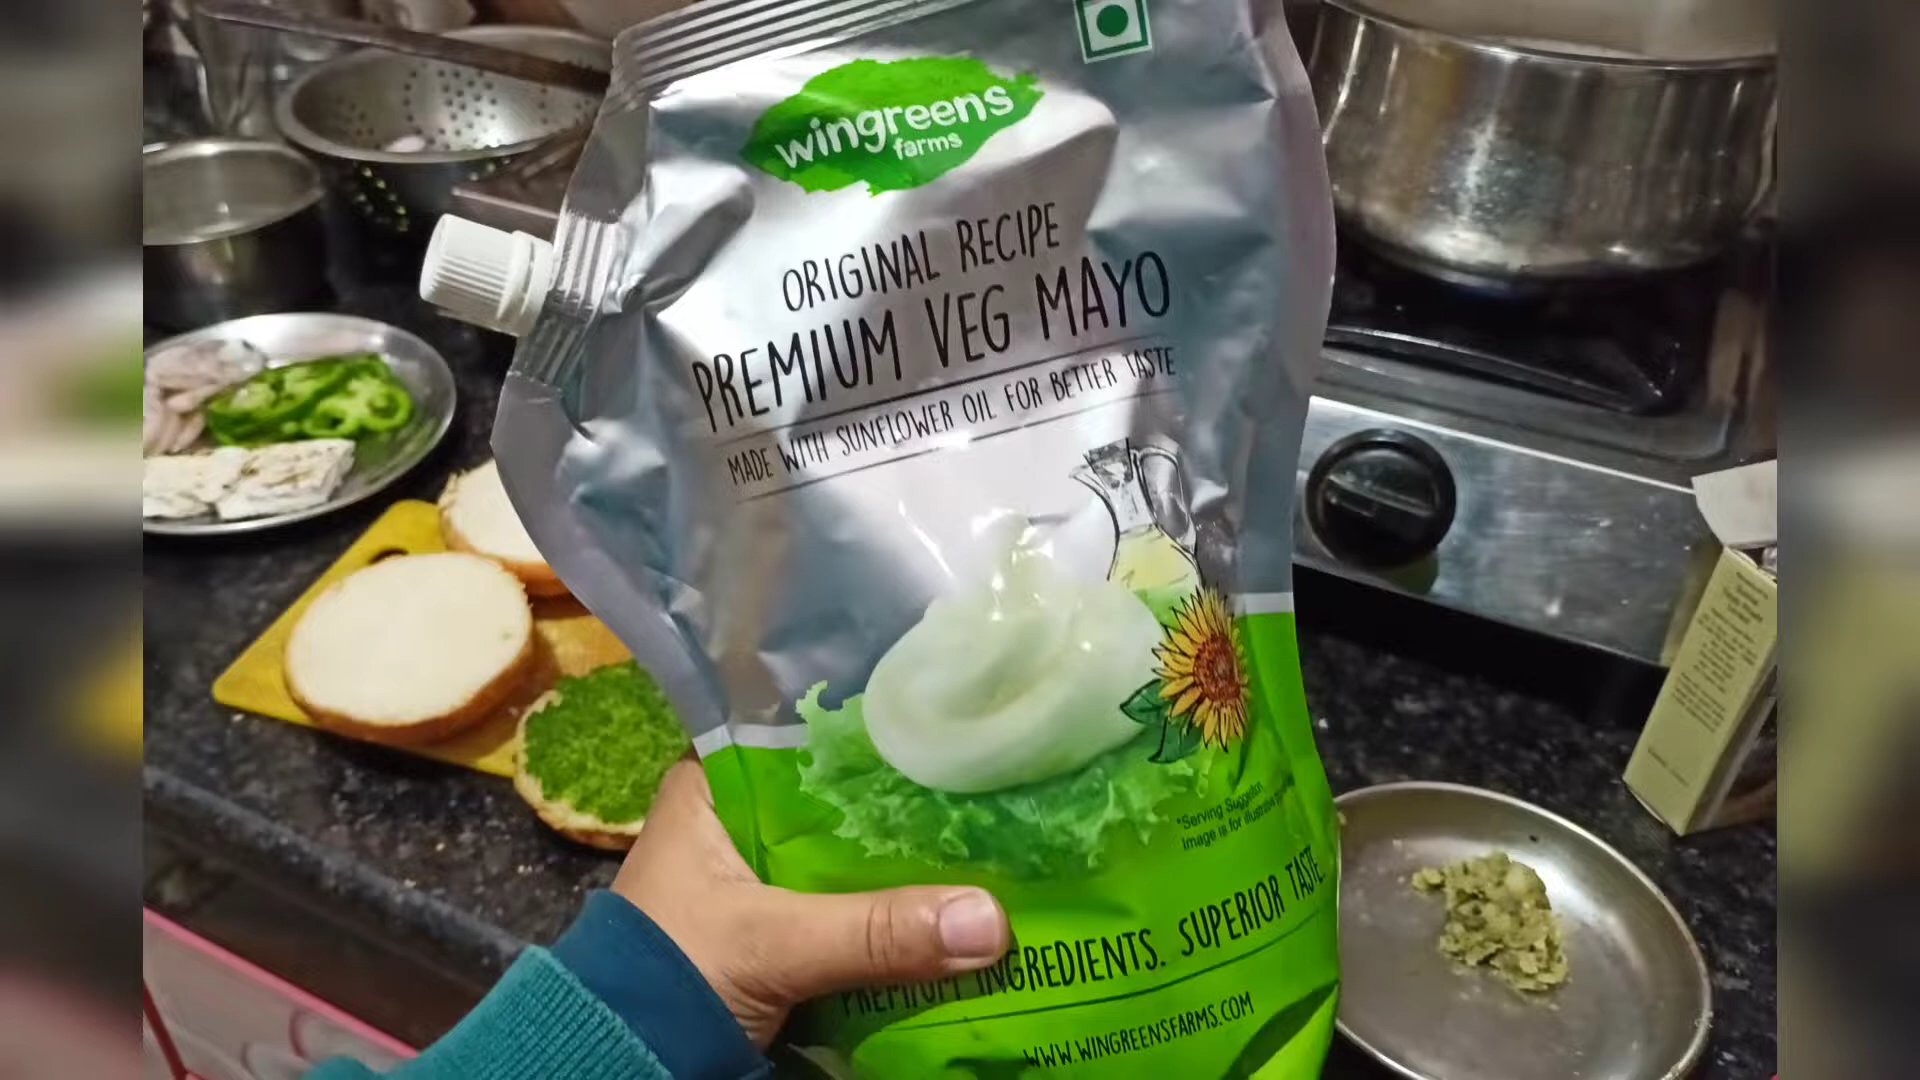 wingreens
farms
ORIGINAL RECIPE
PREMIUM VEG MAYO
MADE WITH SUNFLOWER OIL FOR BETTER TASTE
*Serving Suggestion
Image is for illustrative
PREMIUM INGREDIENTS. SUPERIOR TASTE
WWW.WINGREENSFARMS.COM